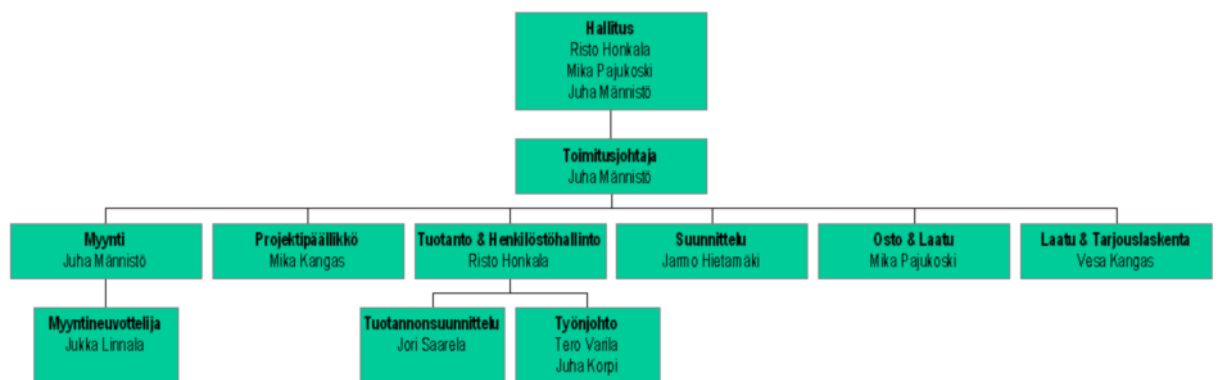 Hallitus
Risto Honkala
Mika Pajukoski
Juha Männistö
Toimitusjohtaja
Juha Männistö
Myynti
Juha Männistö
Projektipäällikkö
Mika Kangas
Tuotanto & Henkilöstöhallinto
Risto Honkala
Suunnittelu
Jarmo Hietamäki
Osto & Laatu
Mika Pajukoski
Laatu & Tarjouslaskenta
Vesa Kangas
Myyntineuvottelija
Jukka Linnala
Tuotannonsuunnittelu
Jori Saarela
Työnjohto
Tero Varila
Juha Korpi